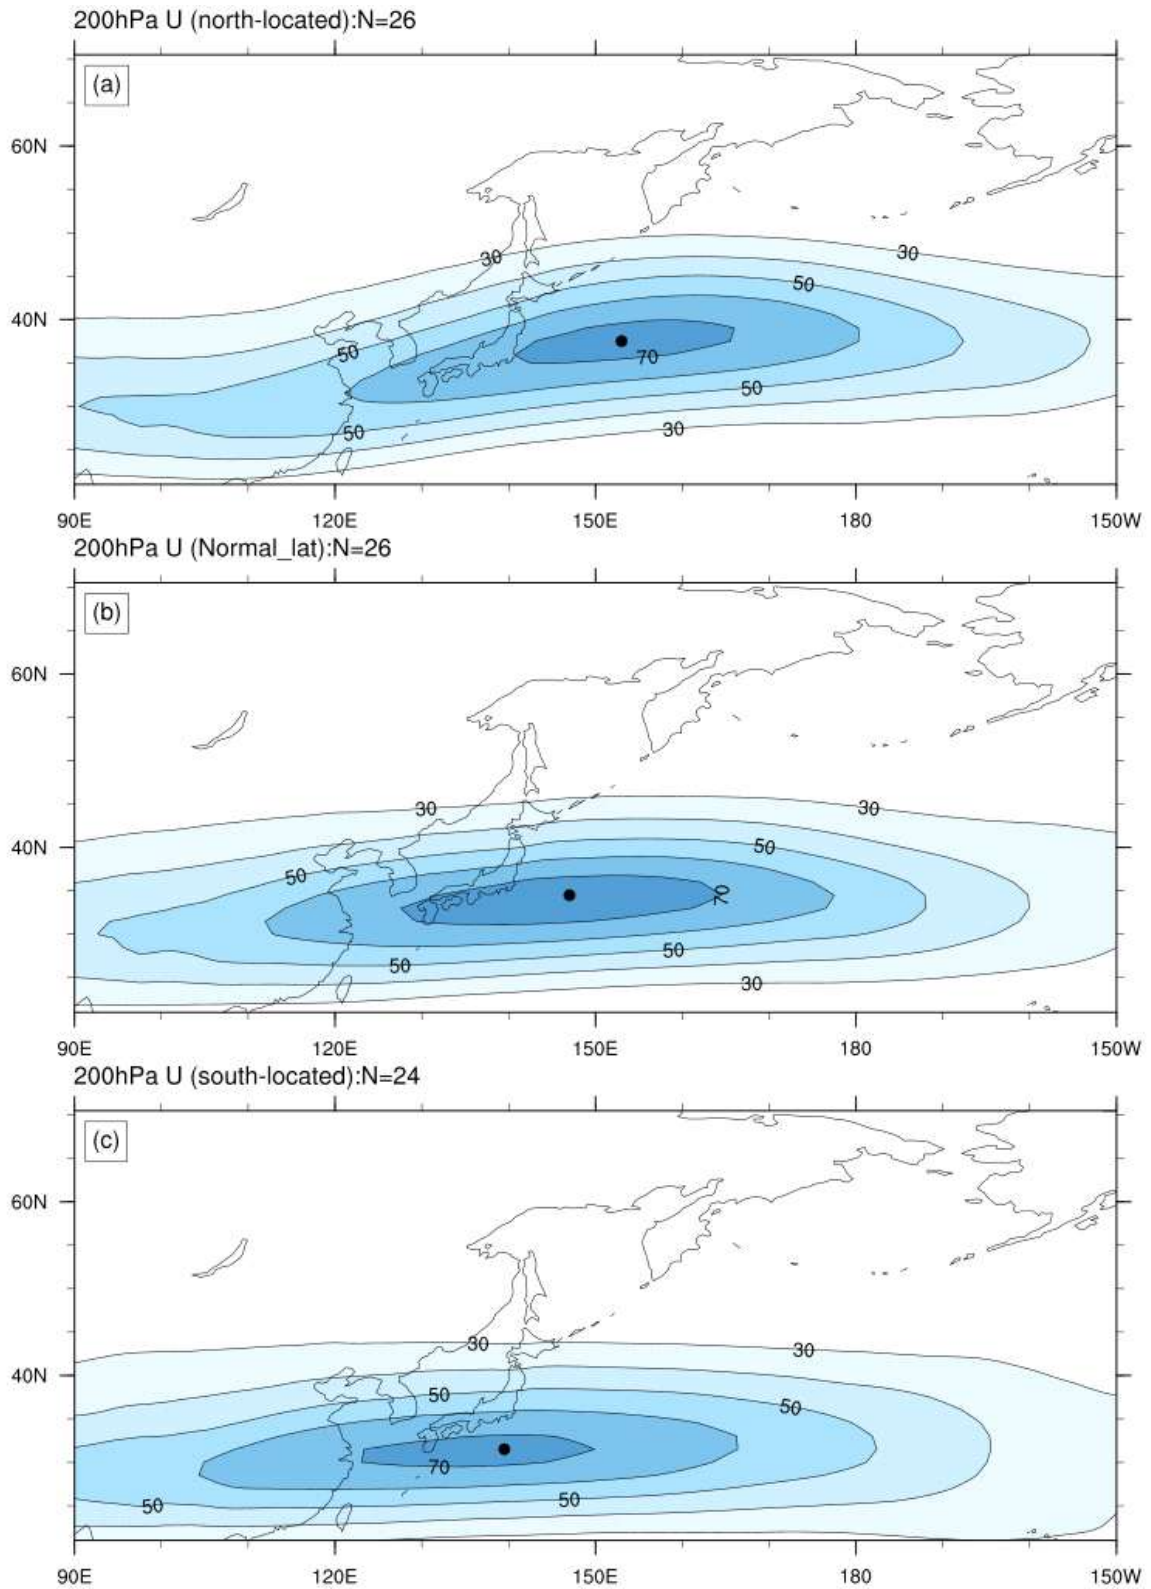 200hPa U (north-located):N=26
(a)
60N
30
30
50
40N
50
70
50
50
30
90E 120E 150E 180 150W
200hPa U (Normal_lat):N=26
(b)
60N
30 30
40N
50
50
70
50
50
30
90E 120E 150E 180 150W
200hPa U (south-located):N=24
(c)
60N
30
30
40N
50
50
70
50
50
90E 120E 150E 180 150W